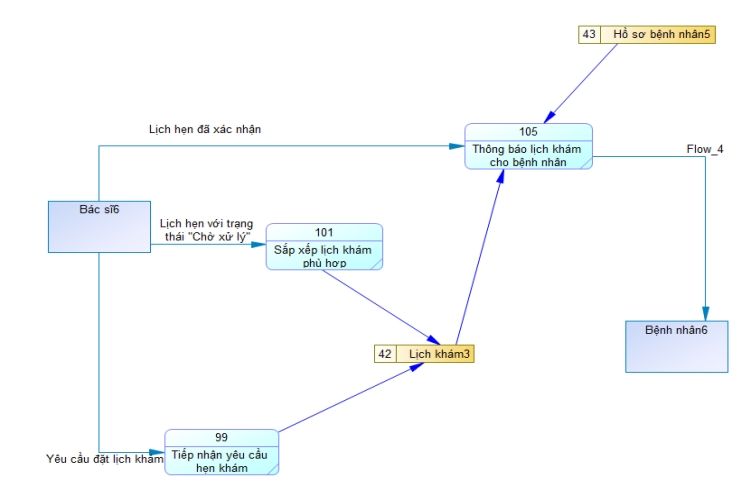 43 Hồ sơ bệnh nhân5
Lịch hẹn đã xác nhận
105
Thông báo lịch khám
cho bệnh nhân
Flow_4
Bác sĩ6
Lịch hẹn với trạng
thái "Chờ xử lý"
101
Sắp xếp lịch khám
phù hợp
42 Lịch khám3
Bệnh nhân6
99
Tiếp nhận yêu cầu
hẹn khám
Yêu cầu đặt lịch khám